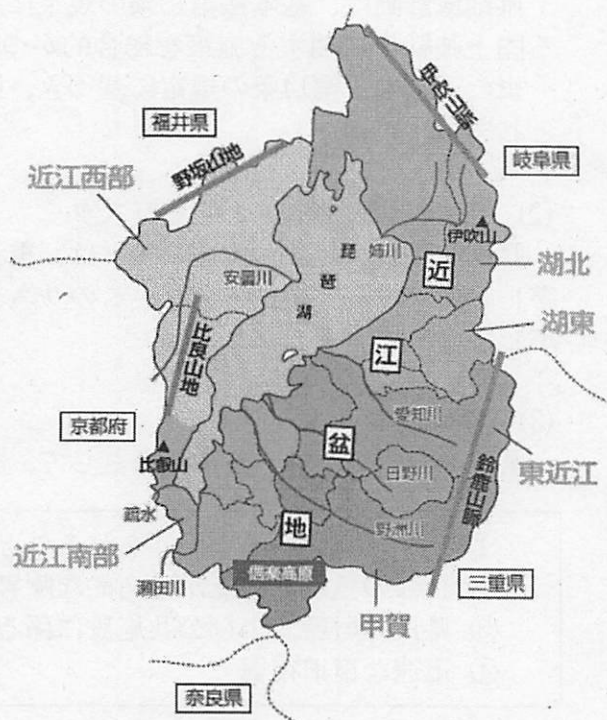 伊吹山脈
福井県
野坂山地
岐阜県
近江西部
伊吹山
琵琶湖
姉川
近江盆地
湖北
安曇川
湖東
比良山地
愛知川
京都府
比叡山
日野川
東近江
鈴鹿山脈
疏水
野洲川
近江南部
信楽高原
瀬田川
三重県
甲賀
奈良県